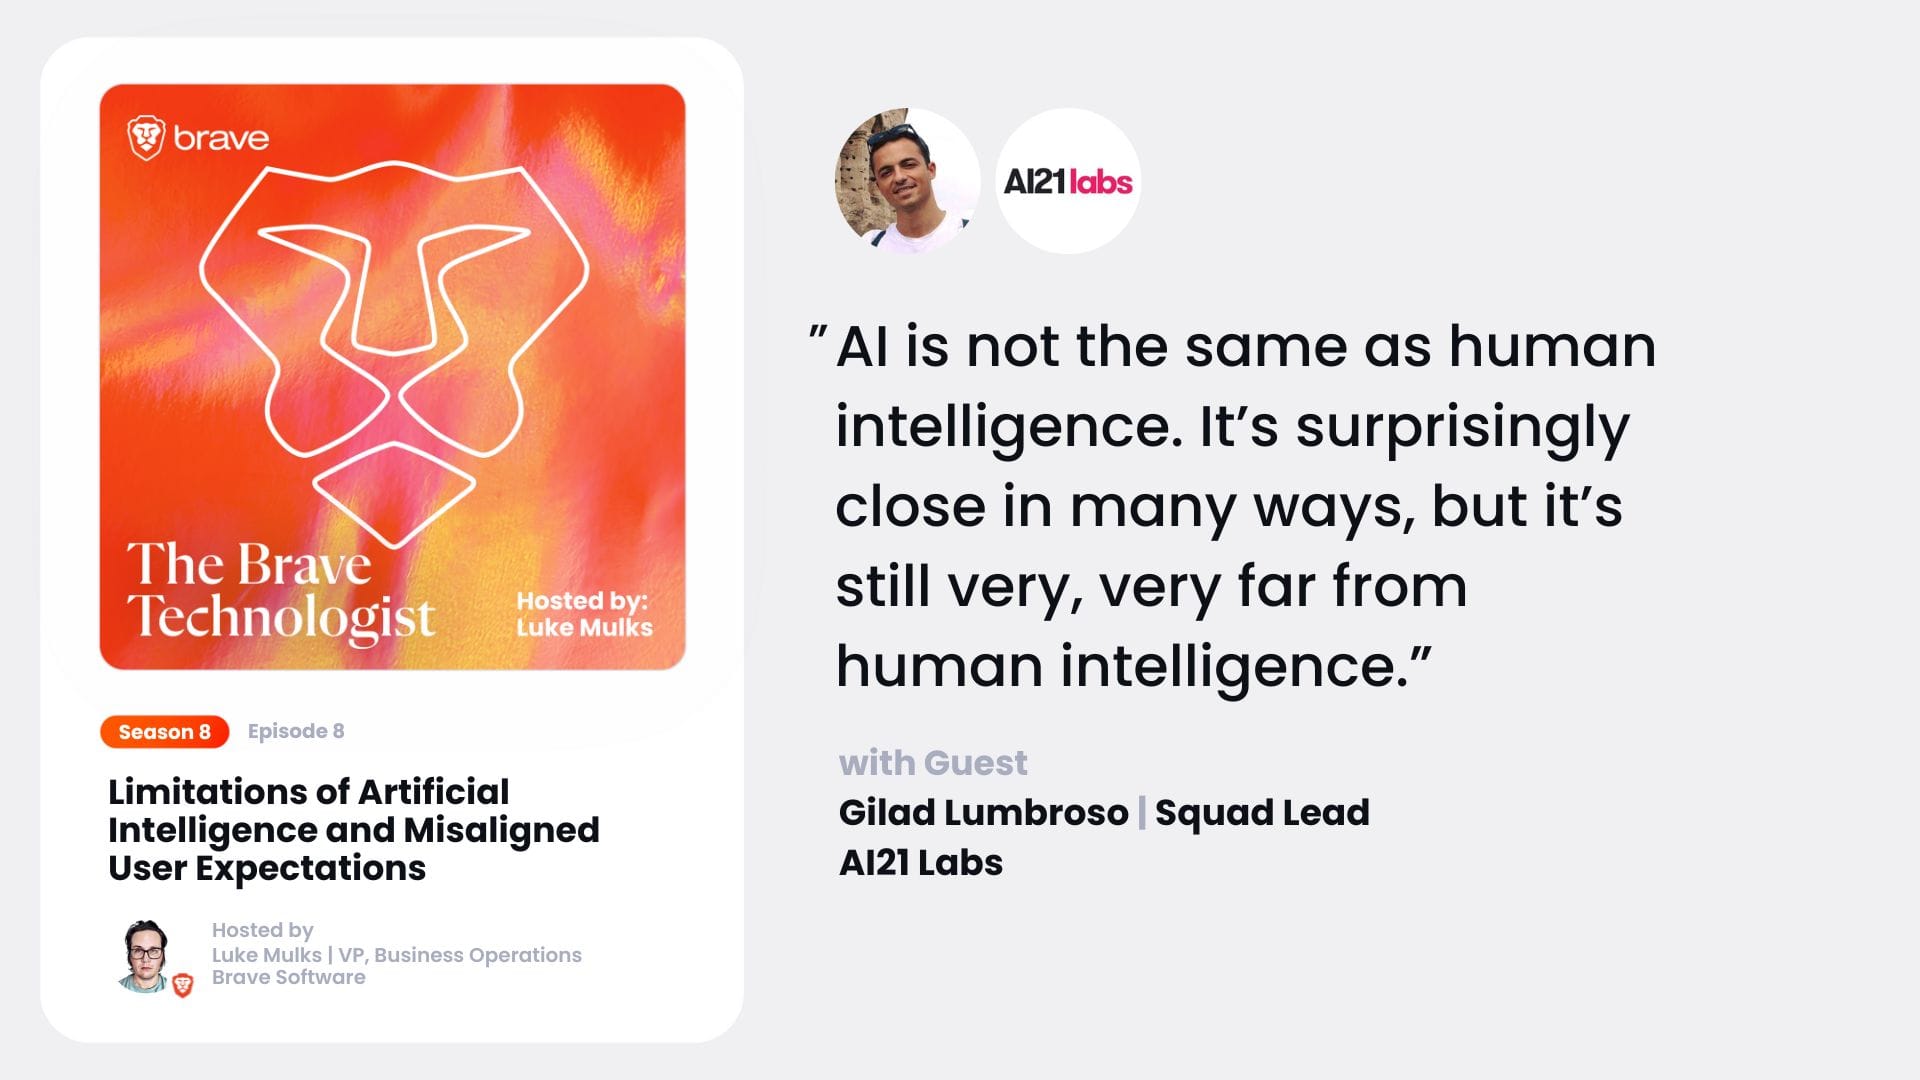 brave
The Brave
Technologist
Hosted by:
Luke Mulks
Season 8
Episode 8
Limitations of Artificial
Intelligence and Misaligned
User Expectations
Hosted by
Luke Mulks | VP, Business Operations
Brave Software
AI21labs
”AI is not the same as human
intelligence. It’s surprisingly
close in many ways, but it’s
still very, very far from
human intelligence.”
with Guest
Gilad Lumbroso | Squad Lead
AI21 Labs